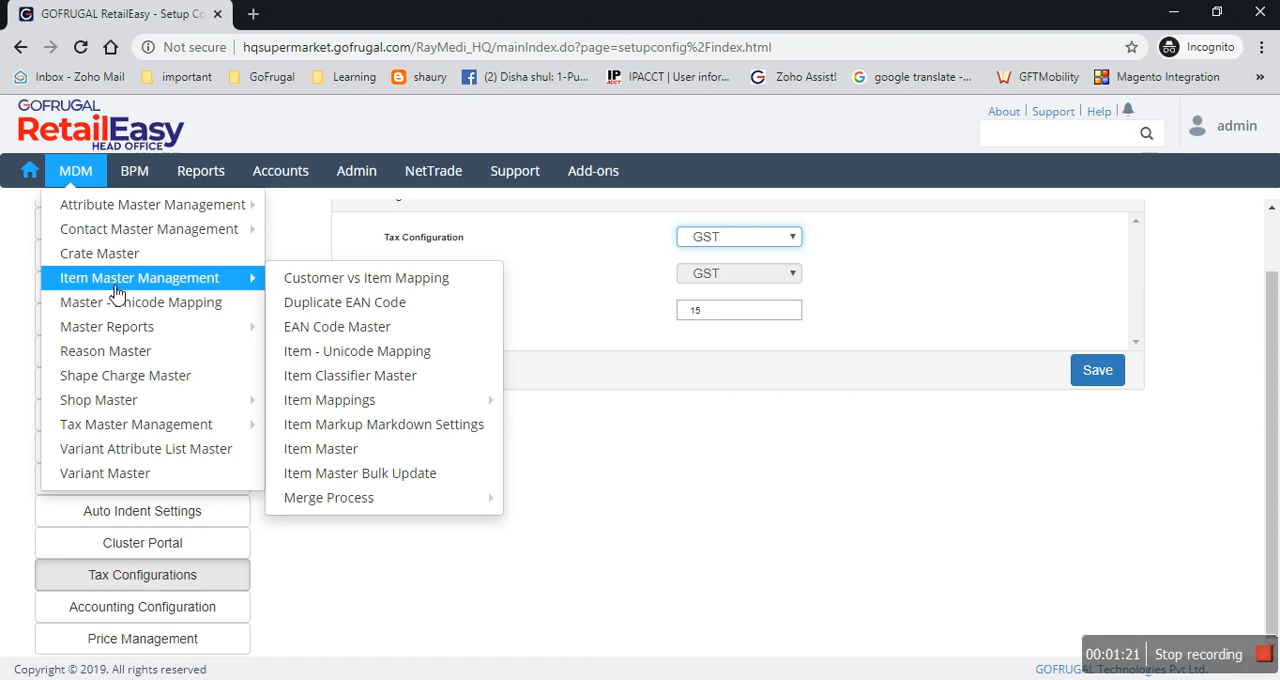 GOFRUGAL RetailEasy - Setup Co
Not secure | hqsupermarket.gofrugal.com/RayMedi_HQ/mainIndex.do?page=setupconfig%2Findex.html
Incognito
Inbox - Zoho Mail
important
GoFrugal
Learning
shaury
(2) Disha shul: 1-Pu...
IPACCT | User infor...
Zoho Assist!
google translate -...
GFTMobility
Magento Integration
»
GOFRUGAL
RetailEasy
HEAD OFFICE
About
Support
Help
admin
MDM
BPM
Reports
Accounts
Admin
NetTrade
Support
Add-ons
Attribute Master Management
Contact Master Management
Crate Master
Item Master Management
Master - Unicode Mapping
Master Reports
Reason Master
Shape Charge Master
Shop Master
Tax Master Management
Variant Attribute List Master
Variant Master
Customer vs Item Mapping
Duplicate EAN Code
EAN Code Master
Item - Unicode Mapping
Item Classifier Master
Item Mappings
Item Markup Markdown Settings
Item Master
Item Master Bulk Update
Merge Process
Tax Configuration
GST
GST
15
Save
Auto Indent Settings
Cluster Portal
Tax Configurations
Accounting Configuration
Price Management
Copyright © 2019. All rights reserved
GOFRUGAL Technologies Pvt Ltd.
00:01:21
Stop recording